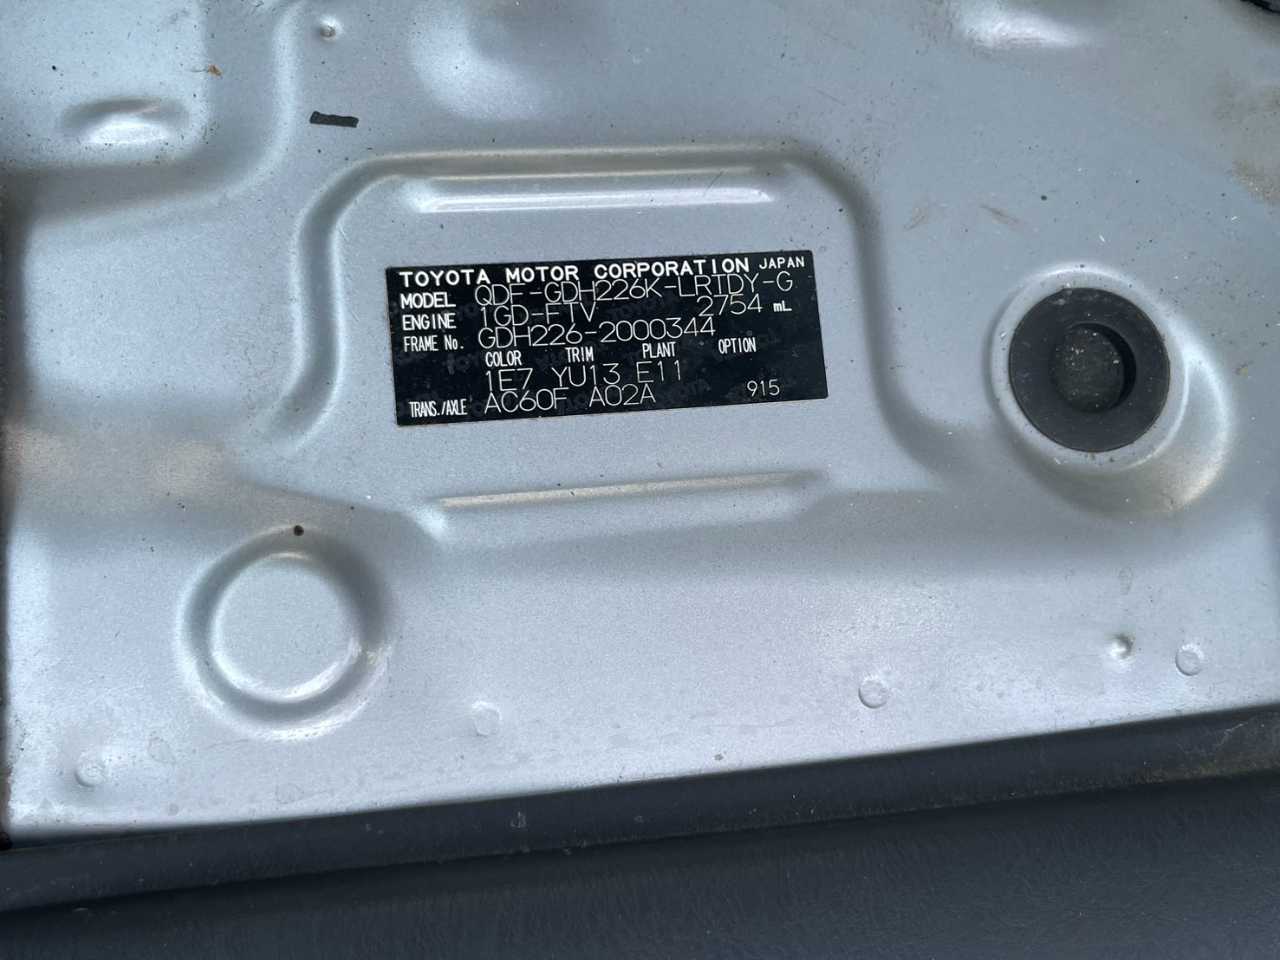 TOYOTA MOTOR CORPORATION JAPAN
MODEL QDF-GDH226K-LRTDY-G
ENGINE 1GD-FTV 2754 mL
FRAME No. GDH226-2000344
COLOR TRIM PLANT OPTION
1E7 YU13 E11
TRANS./AXLE AC60F A02A 915